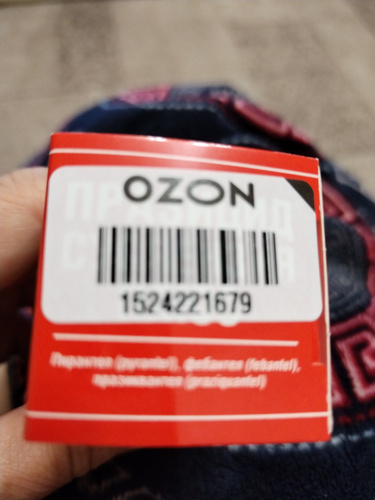 OZON
1524221679
Пирантел (pyrantel), фебантел (febantel),
празиквантел (praziquantel)